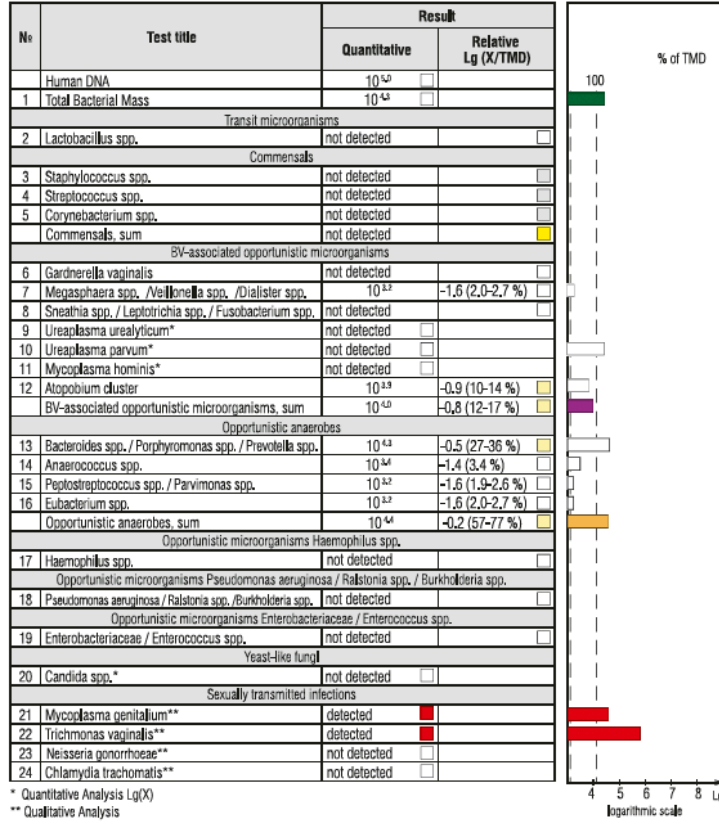 № Test title Result
Quantitative Relative Lg (X/TMD)
% of TMD
100
Human DNA 10^5,0
1 Total Bacterial Mass 10^4,3
Transit microorganisms
2 Lactobacillus spp. not detected
Commensals
3 Staphylococcus spp. not detected
4 Streptococcus spp. not detected
5 Corynebacterium spp. not detected
Commensals, sum not detected
BV-associated opportunistic microorganisms
6 Gardnerella vaginalis not detected
7 Megasphaera spp. /Veillonella spp. /Dialister spp. 10^3,2 -1.6 (2.0-2.7 %)
8 Sneathia spp. / Leptotrichia spp. / Fusobacterium spp. not detected
9 Ureaplasma urealyticum* not detected
10 Ureaplasma parvum* not detected
11 Mycoplasma hominis* not detected
12 Atopobium cluster 10^3,9 -0.9 (10-14 %)
BV-associated opportunistic microorganisms, sum 10^4,0 -0.8 (12-17 %)
Opportunistic anaerobes
13 Bacteroides spp. / Porphyromonas spp. / Prevotella spp. 10^4,3 -0.5 (27-36 %)
14 Anaerococcus spp. 10^3,4 -1.4 (3.4 %)
15 Peptostreptococcus spp. / Parvimonas spp. 10^3,2 -1.6 (1.9-2.6 %)
16 Eubacterium spp. 10^3,2 -1.6 (2.0-2.7 %)
Opportunistic anaerobes, sum 10^4,4 -0.2 (57-77 %)
Opportunistic microorganisms Haemophilus spp.
17 Haemophilus spp. not detected
Opportunistic microorganisms Pseudomonas aeruginosa / Ralstonia spp. / Burkholderia spp.
18 Pseudomonas aeruginosa / Ralstonia spp. /Burkholderia spp. not detected
Opportunistic microorganisms Enterobacteriaceae / Enterococcus spp.
19 Enterobacteriaceae / Enterococcus spp. not detected
Yeast-like fungi
20 Candida spp.* not detected
Sexually transmitted infections
21 Mycoplasma genitalium** detected
22 Trichmonas vaginalis** detected
23 Neisseria gonorrhoeae** not detected
24 Chlamydia trachomatis** not detected
4 5 6 7 8
logarithmic scale
* Quantitative Analysis Lg(X)
** Qualitative Analysis